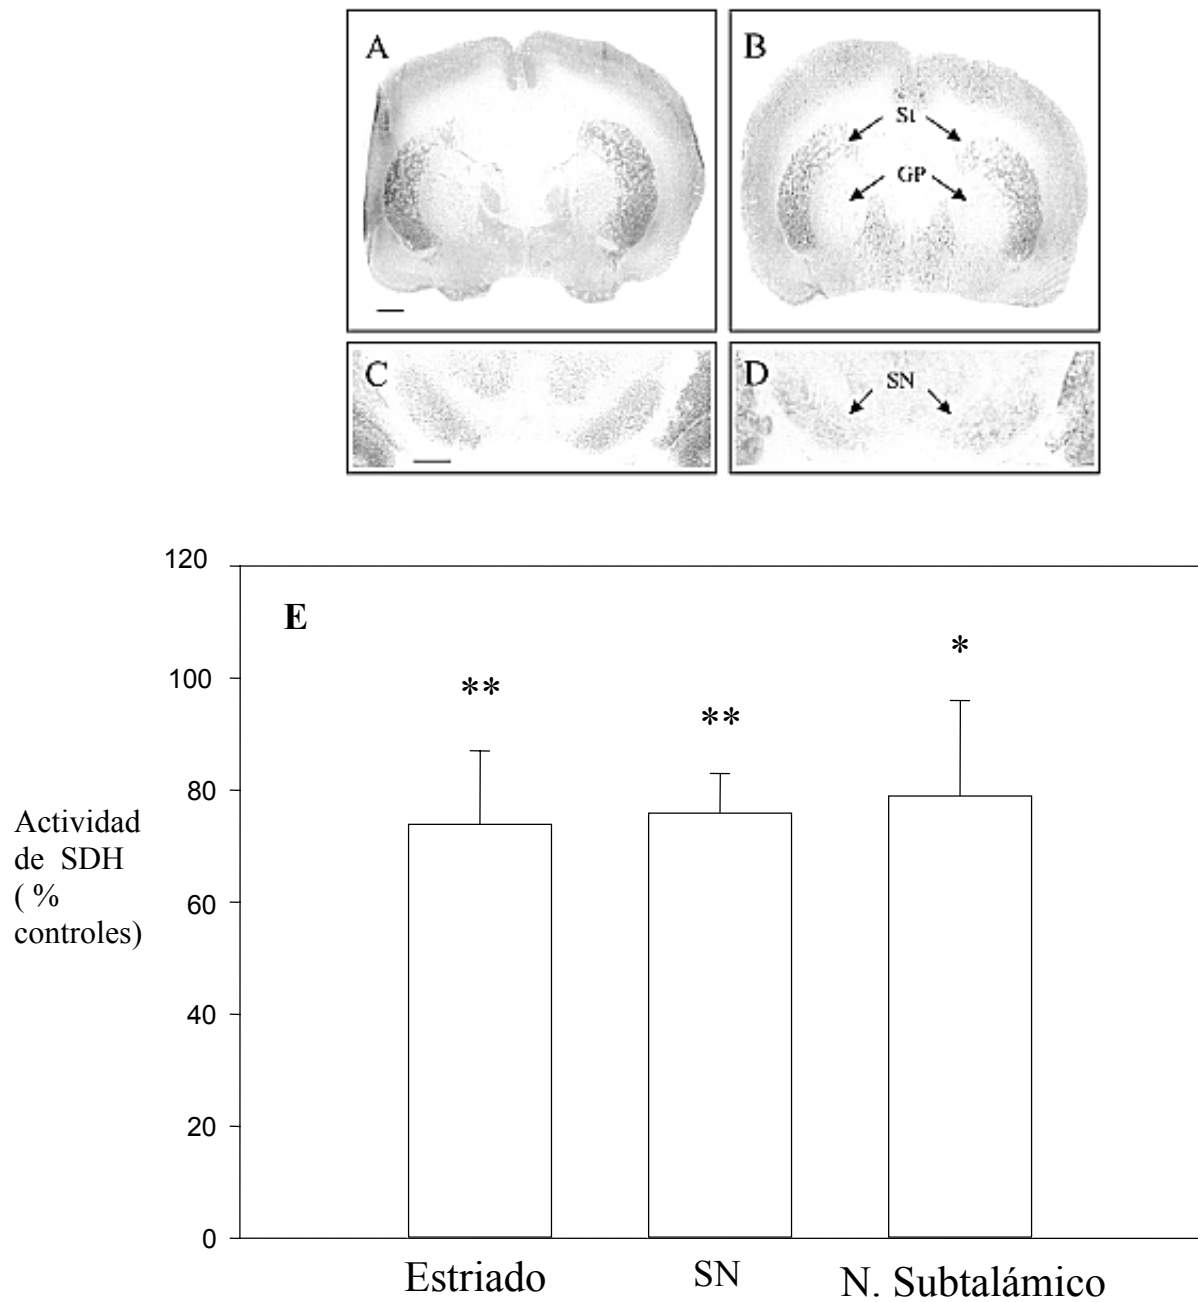 A
B
St
GP
C
D
SN
120
E
*
100
**
**
80
Actividad
de SDH
( %
controles)
60
40
20
0
Estriado
SN
N. Subtalámico